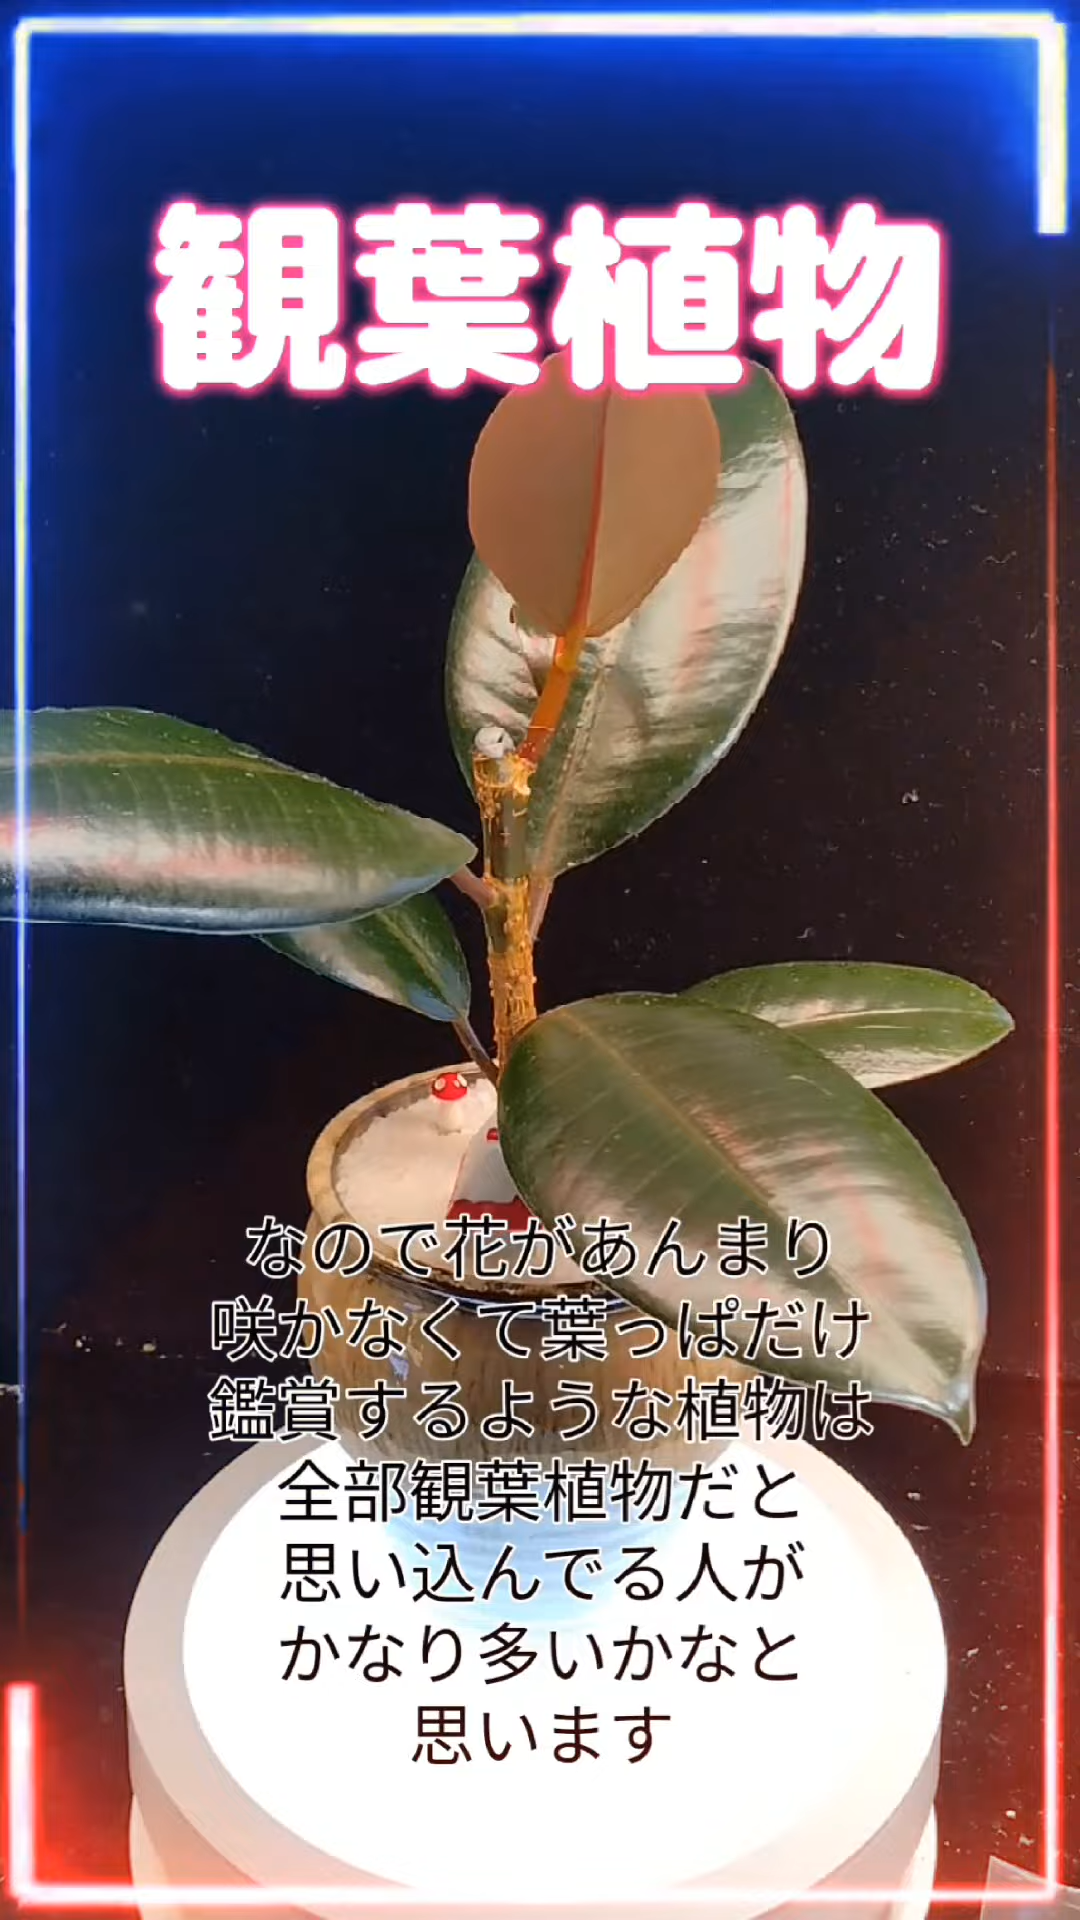 観葉植物
なので花があんまり
咲かなくて葉っぱだけ
鑑賞するような植物は
全部観葉植物だと
思い込んでる人が
かなり多いかなと
思います